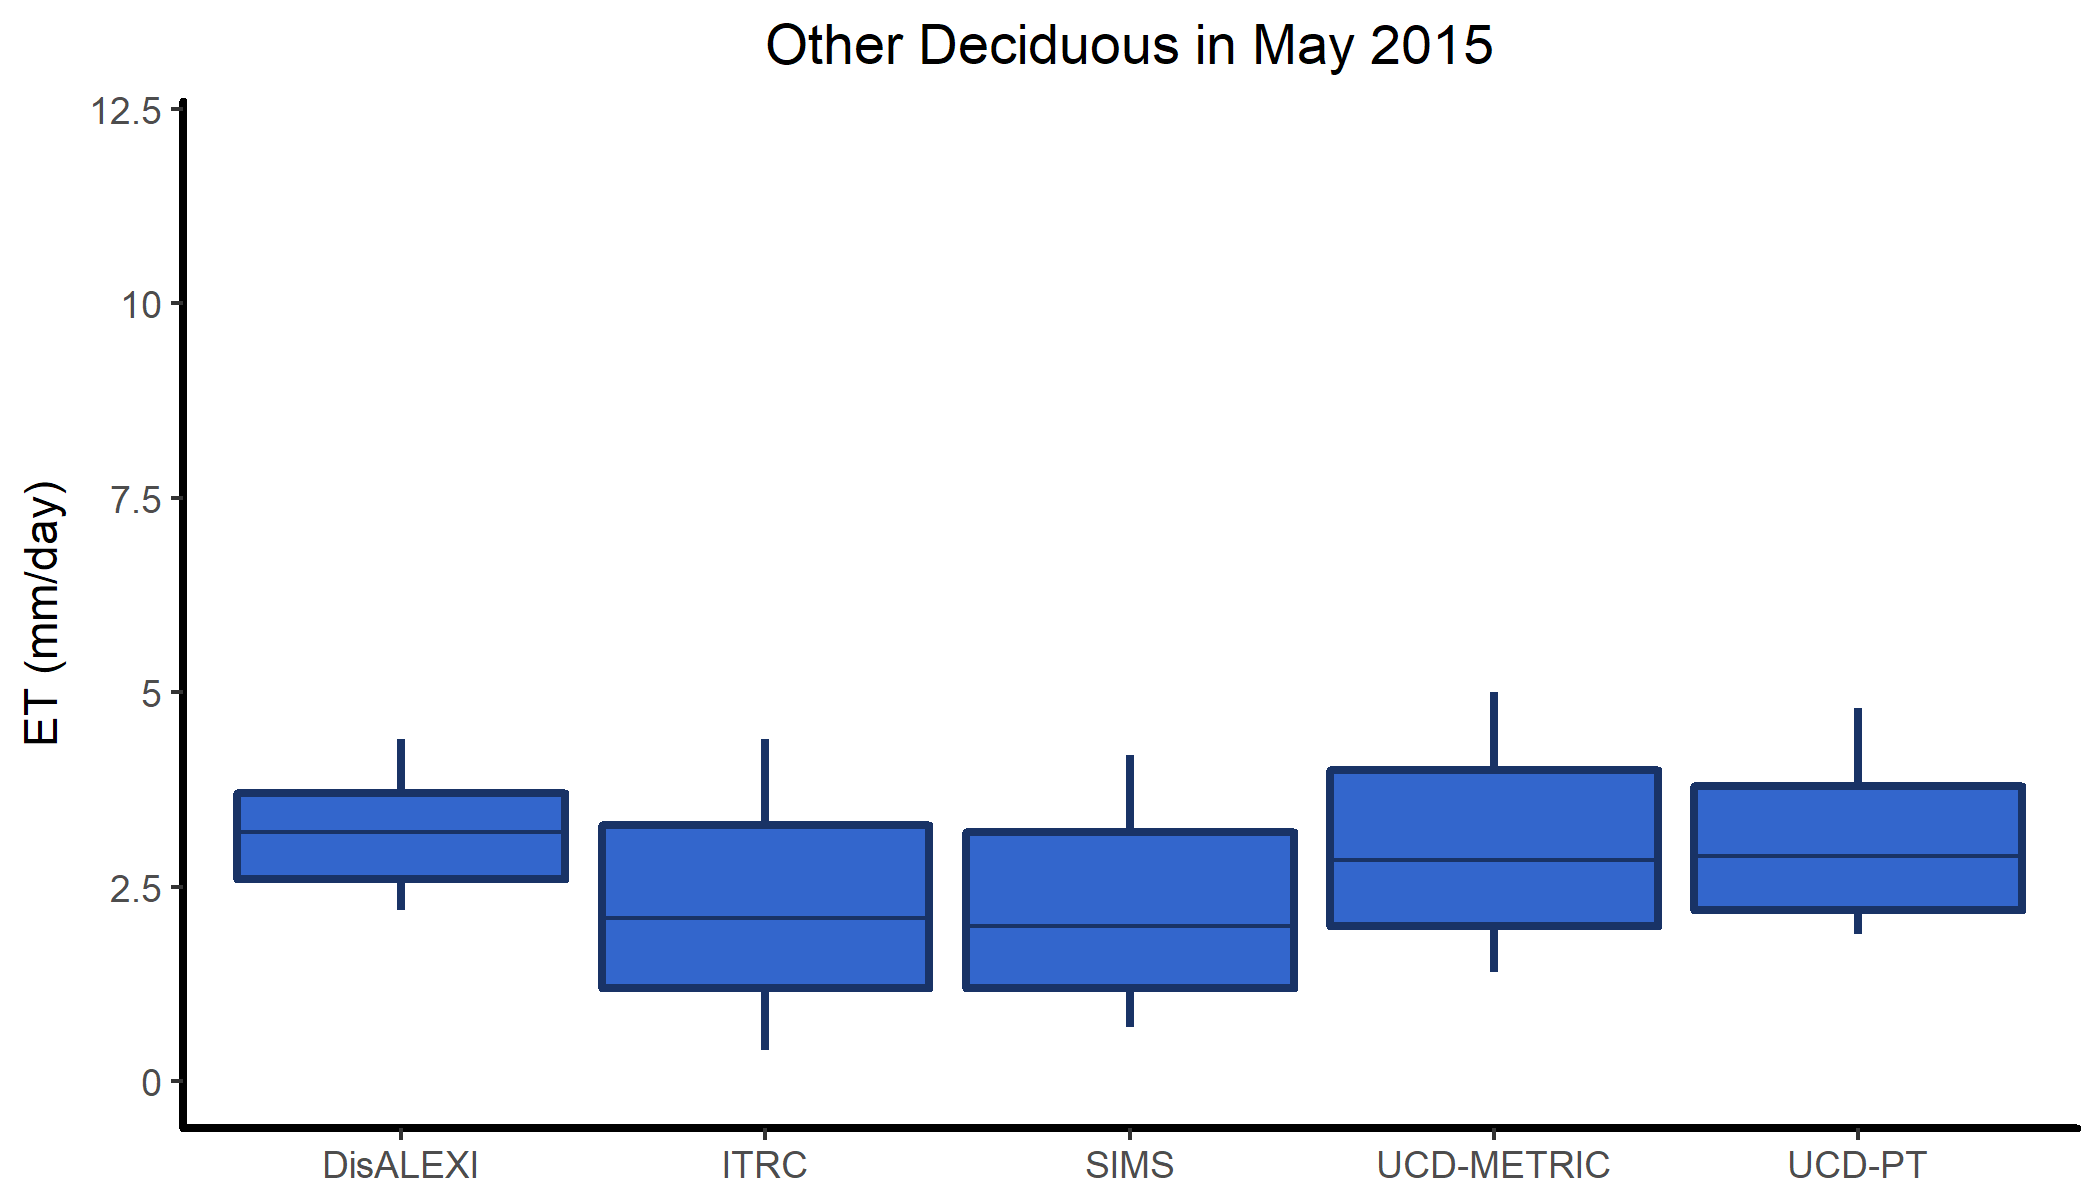 Other Deciduous in May 2015
ET (mm/day)
12.5
10
7.5
5
2.5
0
DisALEXI ITRC SIMS UCD-METRIC UCD-PT